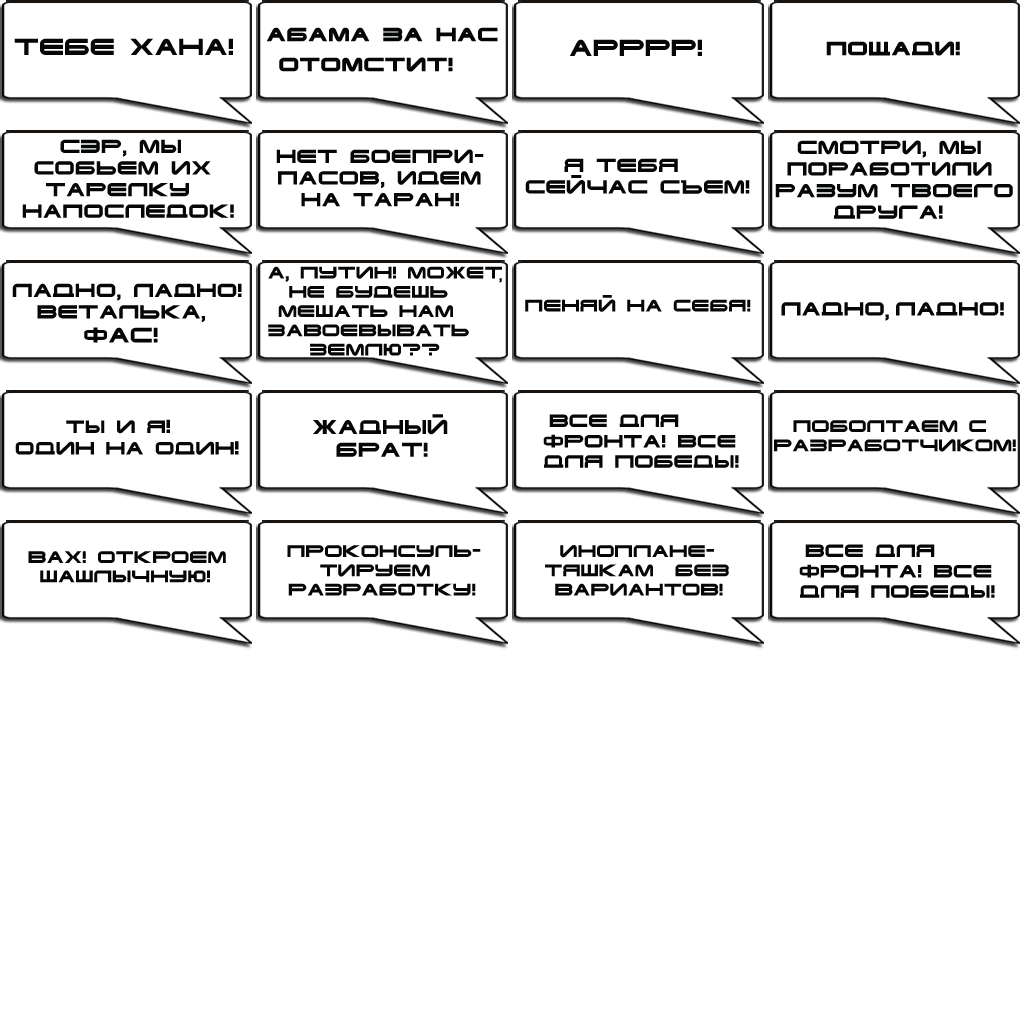 ТЕБЕ ХАНА!
АБАМА ЗА НАС
ОТОМСТИТ!
АРРРР!
ПОЩАДИ!
СЭР, МЫ
СОБЬЕМ ИХ
ТАРЕЛКУ
НАПОСЛЕДОК!
НЕТ БОЕПРИ-
ПАСОВ, ИДЕМ
НА ТАРАН!
Я ТЕБЯ
СЕЙЧАС СЪЕМ!
СМОТРИ, МЫ
ПОРАБОТИЛИ
РАЗУМ ТВОЕГО
ДРУГА!
ЛАДНО, ЛАДНО!
ВЕТАЛЬКА,
ФАС!
А, ПУТИН! МОЖЕТ,
НЕ БУДЕШЬ
МЕШАТЬ НАМ
ЗАВОЕВЫВАТЬ
ЗЕМЛЮ??
ПЕНЯЙ НА СЕБЯ!
ЛАДНО, ЛАДНО!
ТЫ И Я!
ОДИН НА ОДИН!
ЖАДНЫЙ
БРАТ!
ВСЕ ДЛЯ
ФРОНТА! ВСЕ
ДЛЯ ПОБЕДЫ!
ПОБОЛТАЕМ С
РАЗРАБОТЧИКОМ!
ВАХ! ОТКРОЕМ
ШАШЛЫЧНУЮ!
ПРОКОНСУЛЬ-
ТИРУЕМ
РАЗРАБОТКУ!
ИНОПЛАНЕ-
ТЯШКАМ БЕЗ
ВАРИАНТОВ!
ВСЕ ДЛЯ
ФРОНТА! ВСЕ
ДЛЯ ПОБЕДЫ!